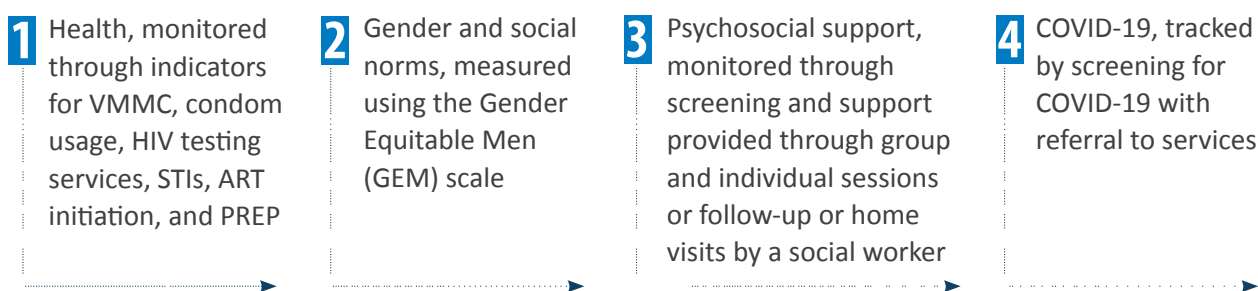 1
Health, monitored
through indicators
for VMMC, condom
usage, HIV testing
services, STIs, ART
initiation, and PREP
2
Gender and social
norms, measured
using the Gender
Equitable Men
(GEM) scale
3
Psychosocial support,
monitored through
screening and support
provided through group
and individual sessions
or follow-up or home
visits by a social worker
4
COVID-19, tracked
by screening for
COVID-19 with
referral to services